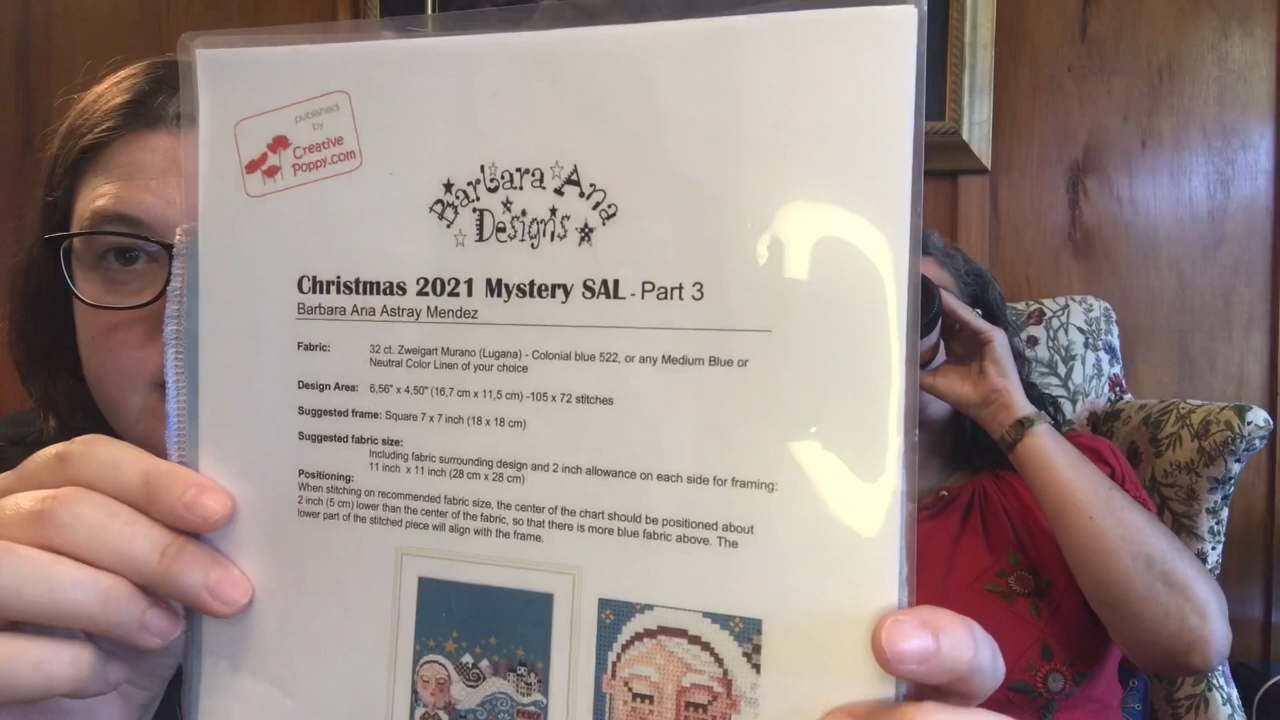 published
by
Creative
Poppy.com
Barbara Ana
Designs
Christmas 2021 Mystery SAL - Part 3
Barbara Ana Astray Mendez
Fabric: 32 ct. Zweigart Murano (Lugana) - Colonial blue 522, or any Medium Blue or
Neutral Color Linen of your choice
Design Area: 6,56" x 4,50" (16,7 cm x 11,5 cm) -105 x 72 stitches
Suggested frame: Square 7 x 7 inch (18 x 18 cm)
Suggested fabric size:
Including fabric surrounding design and 2 inch allowance on each side for framing:
11 inch x 11 inch (28 cm x 28 cm)
Positioning:
When stitching on recommended fabric size, the center of the chart should be positioned about
2 inch (5 cm) lower than the center of the fabric, so that there is more blue fabric above. The
lower part of the stitched piece will align with the frame.